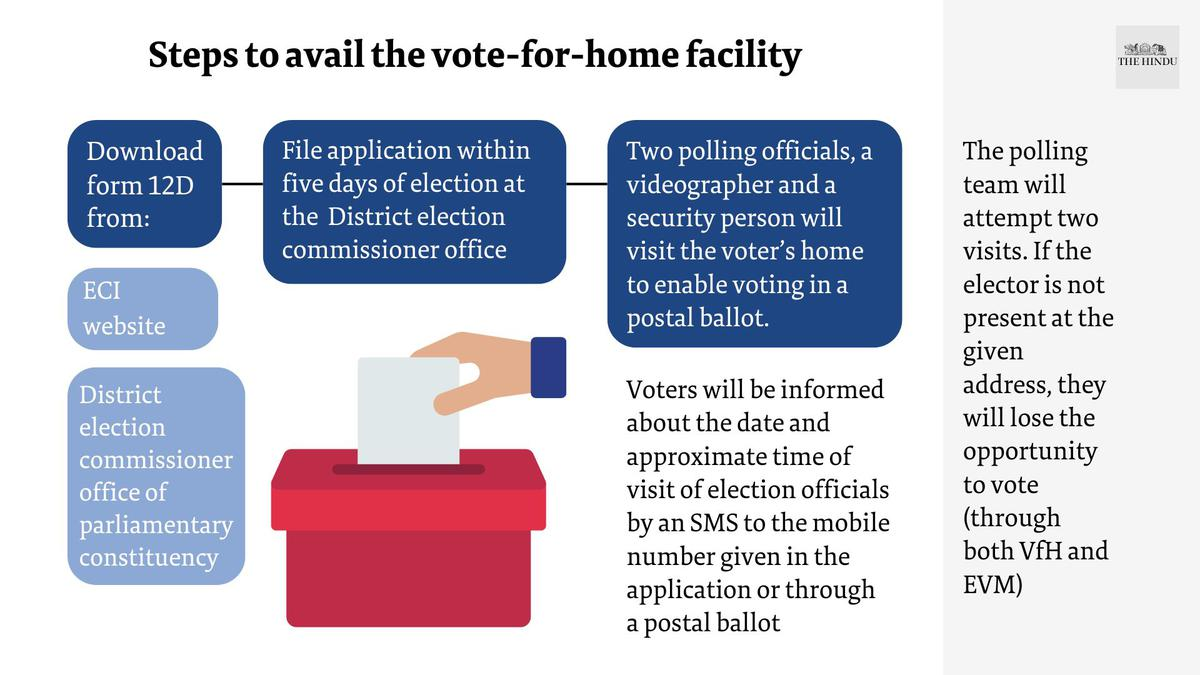 Steps to avail the vote-for-home facility
THE HINDU
Download
form 12D
from:
ECI
website
District
election
commissioner
office of
parliamentary
constituency
File application within
five days of election at
the District election
commissioner office
Two polling officials, a
videographer and a
security person will
visit the voter’s home
to enable voting in a
postal ballot.
Voters will be informed
about the date and
approximate time of
visit of election officials
by an SMS to the mobile
number given in the
application or through
a postal ballot
The polling
team will
attempt two
visits. If the
elector is not
present at the
given
address, they
will lose the
opportunity
to vote
(through
both VfH and
EVM)